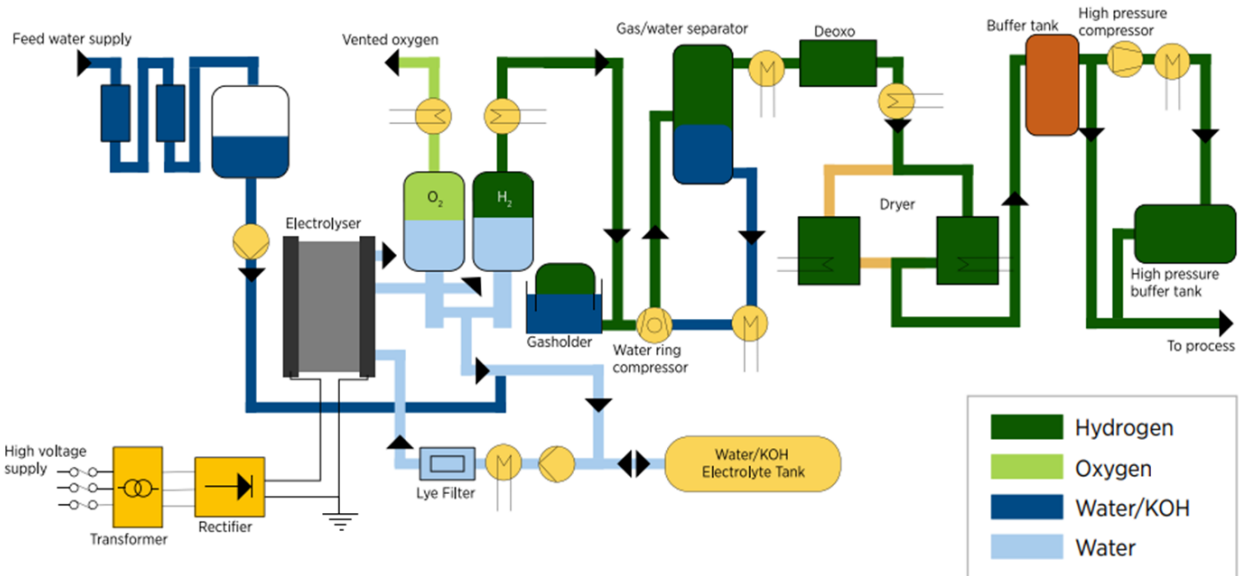 Feed water supply
Vented oxygen
Gas/water separator
Deoxo
Buffer tank
High pressure
compressor
O₂
H₂
Electrolyser
Dryer
High pressure
buffer tank
Gasholder
Water ring
compressor
To process
High voltage
supply
Transformer
Rectifier
Lye Filter
Water/KOH
Electrolyte Tank
Hydrogen
Oxygen
Water/KOH
Water